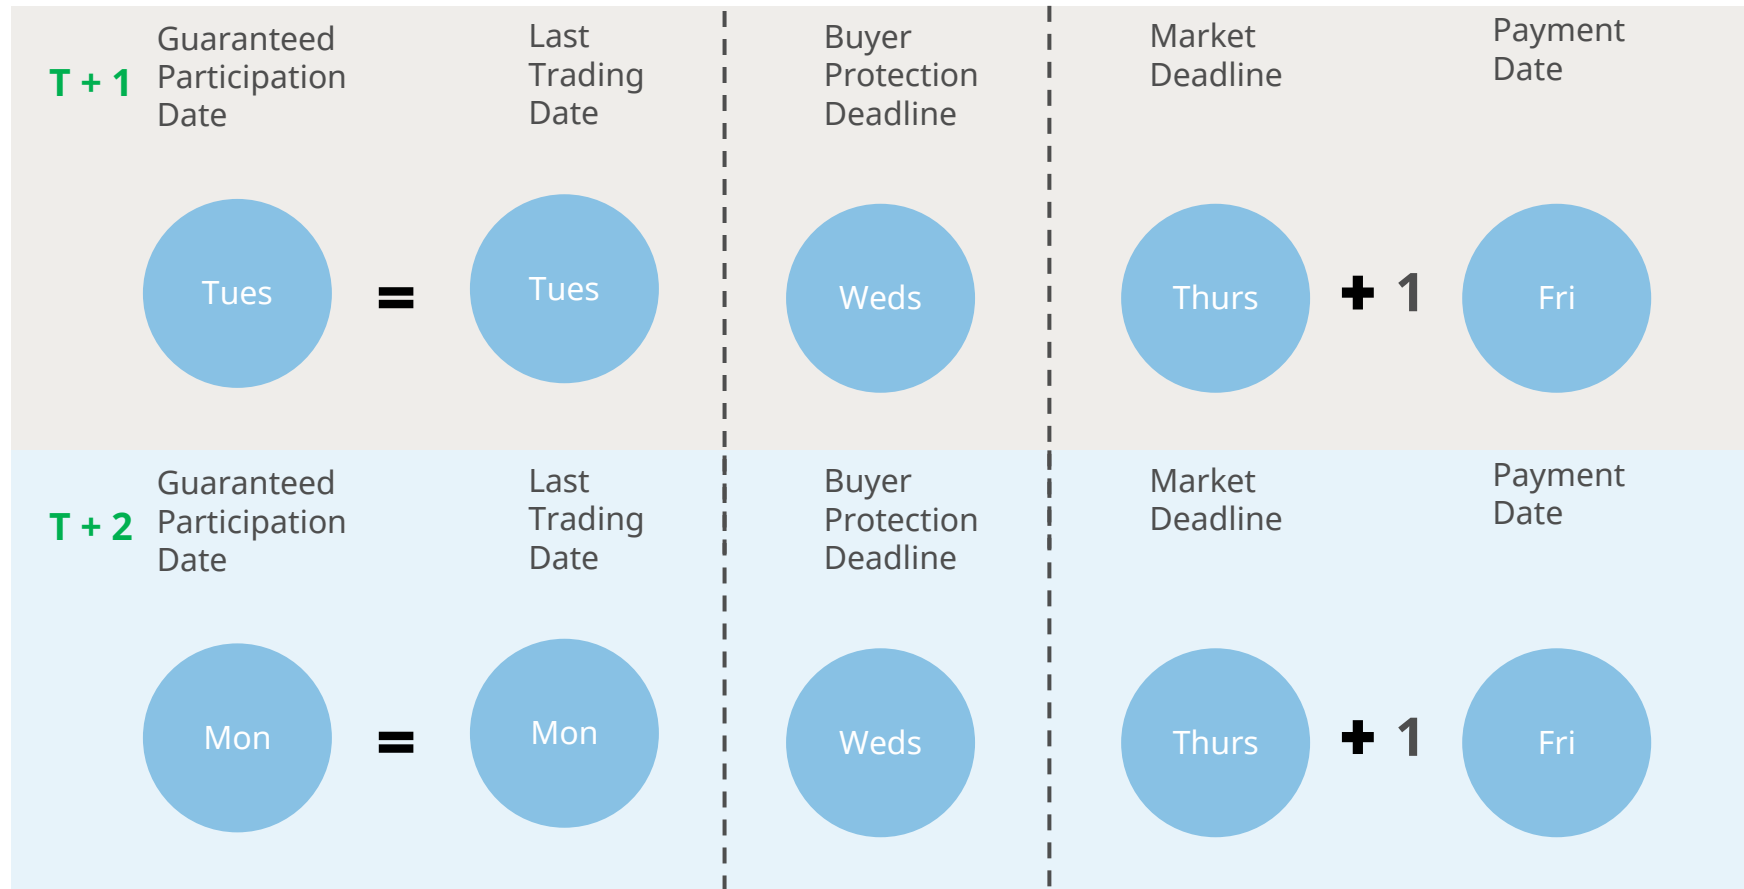 T + 1
Guaranteed
Participation
Date
Last
Trading
Date
Buyer
Protection
Deadline
Market
Deadline
Payment
Date
Tues
=
Tues
Weds
Thurs
+ 1
Fri
T + 2
Guaranteed
Participation
Date
Last
Trading
Date
Buyer
Protection
Deadline
Market
Deadline
Payment
Date
Mon
=
Mon
Weds
Thurs
+ 1
Fri